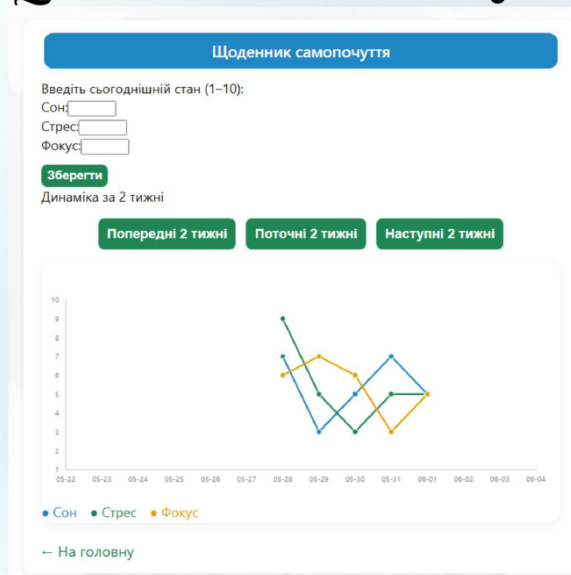 Щоденник самопочуття
Введіть сьогоднішній стан (1–10):
Сон:
Стрес:
Фокус:
Зберегти
Динаміка за 2 тижні
Попередні 2 тижні Поточні 2 тижні Наступні 2 тижні
10
9
8
7
6
5
4
3
2
1
05-22 05-23 05-24 05-25 05-26 05-27 05-28 05-29 05-30 05-31 06-01 06-02 06-03 06-04
Сон Стрес Фокус
← На головну